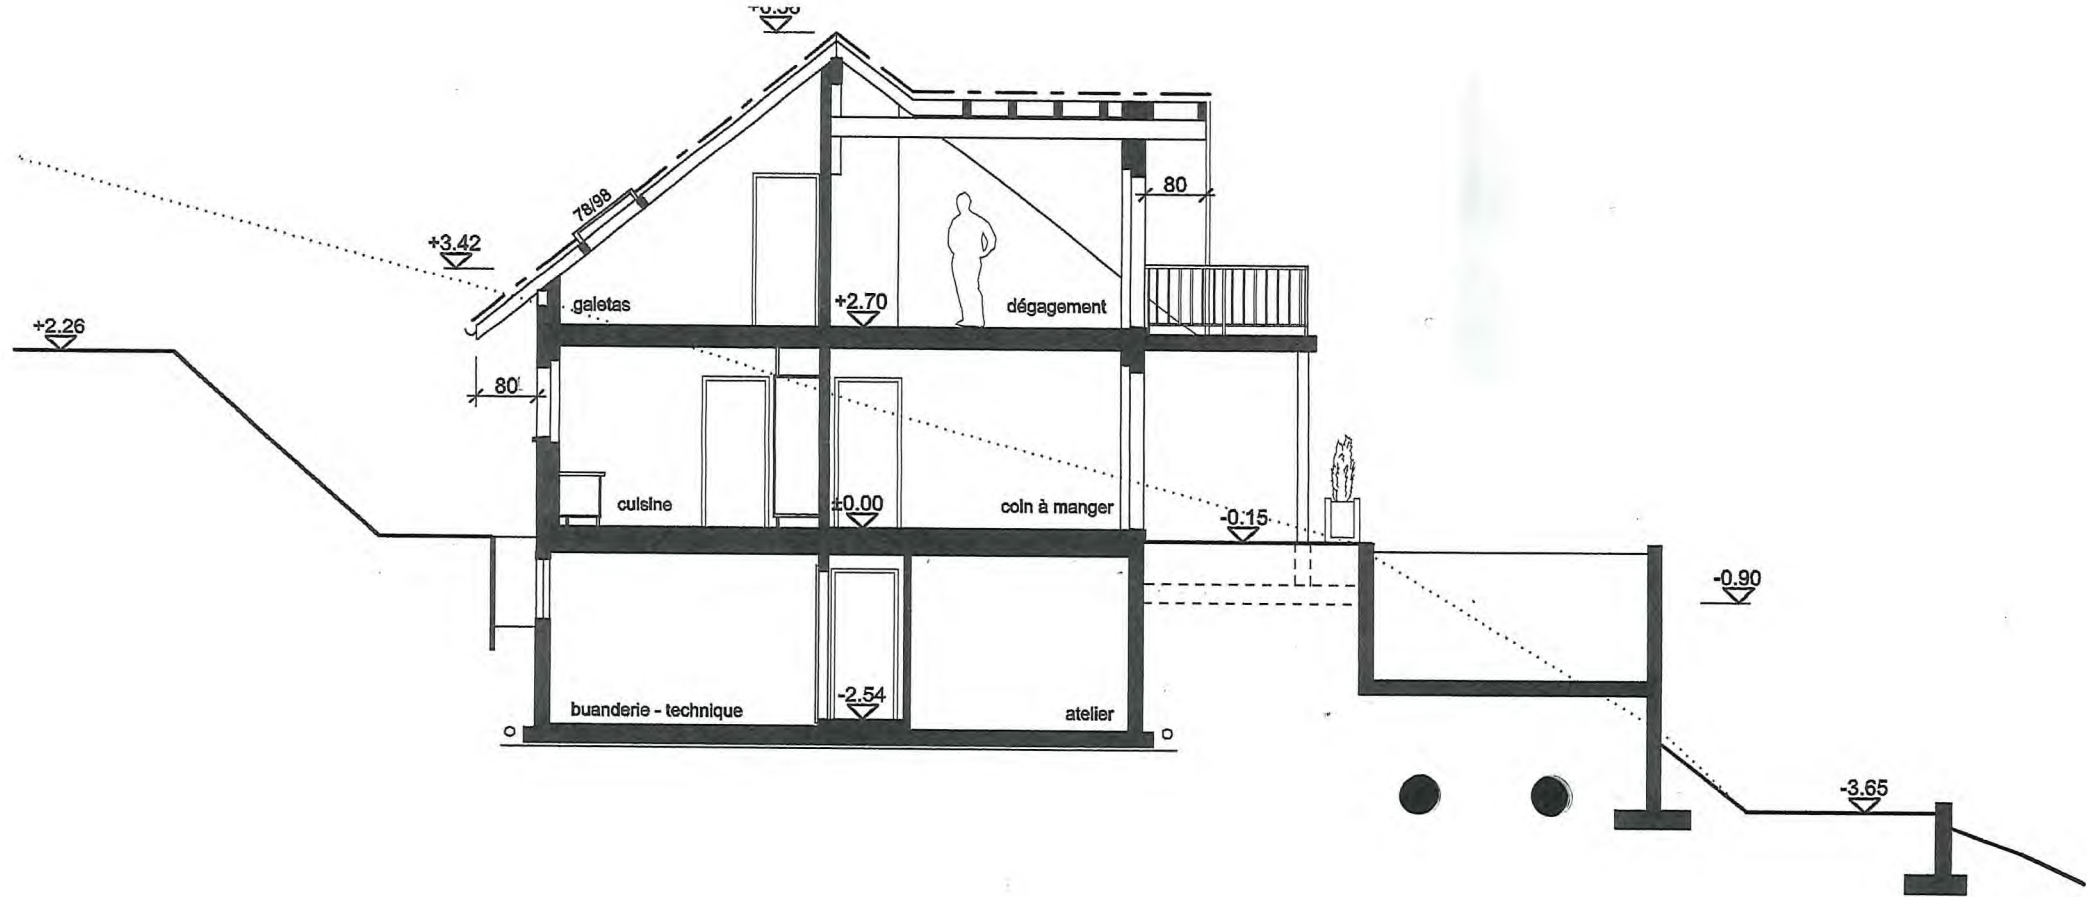 78/98
80
+3.42
galetas
+2.70
dégagement
+2.26
80
cuisine
±0.00
coin à manger
-0.15
-0.90
buanderie - technique
-2.54
atelier
-3.65